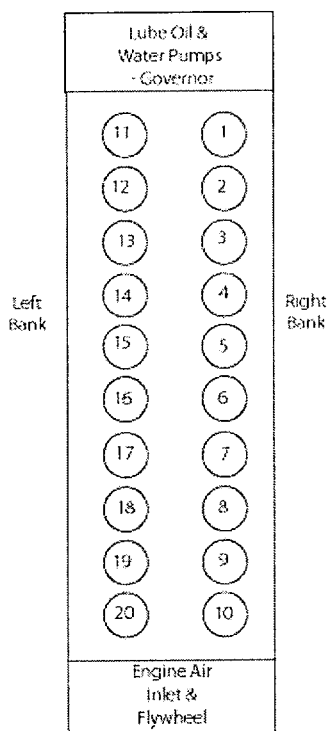 Lube Oil &
Water Pumps
- Governor
11 1
12 2
13 3
Left
Bank
14 4
Right
Bank
15 5
16 6
17 7
18 8
19 9
20 10
Engine Air
Inlet &
Flywheel